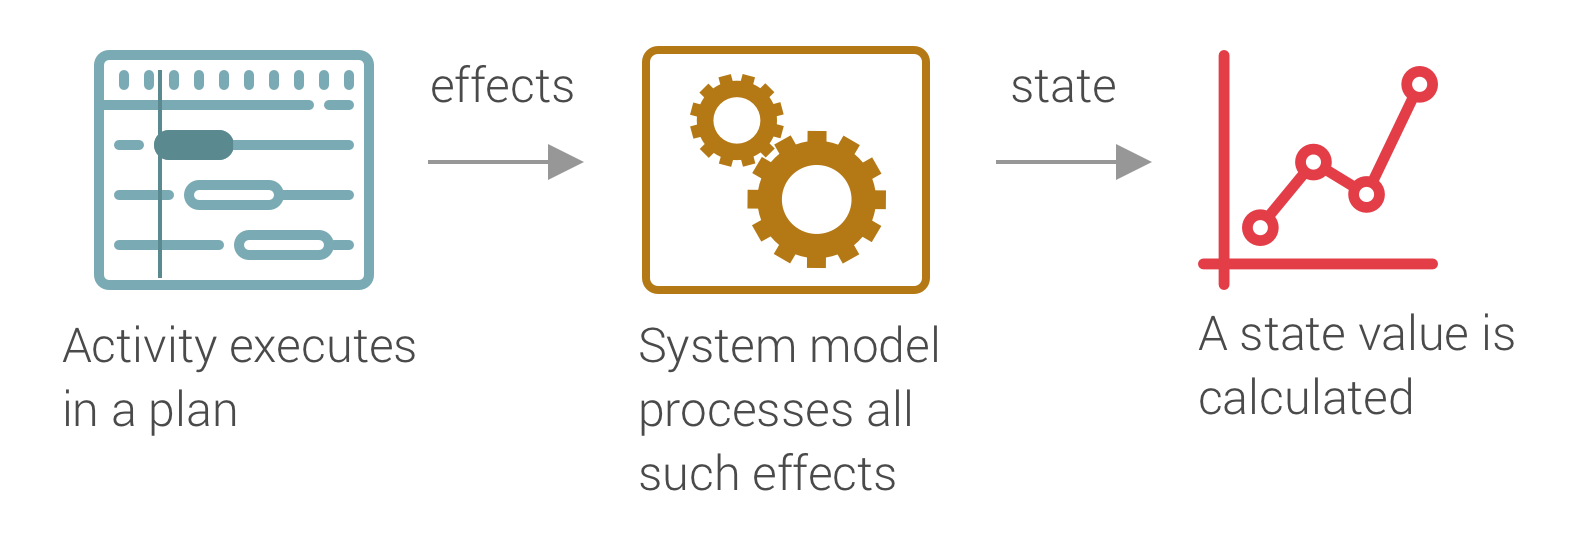 effects
state
Activity executes
in a plan
System model
processes all
such effects
A state value is
calculated